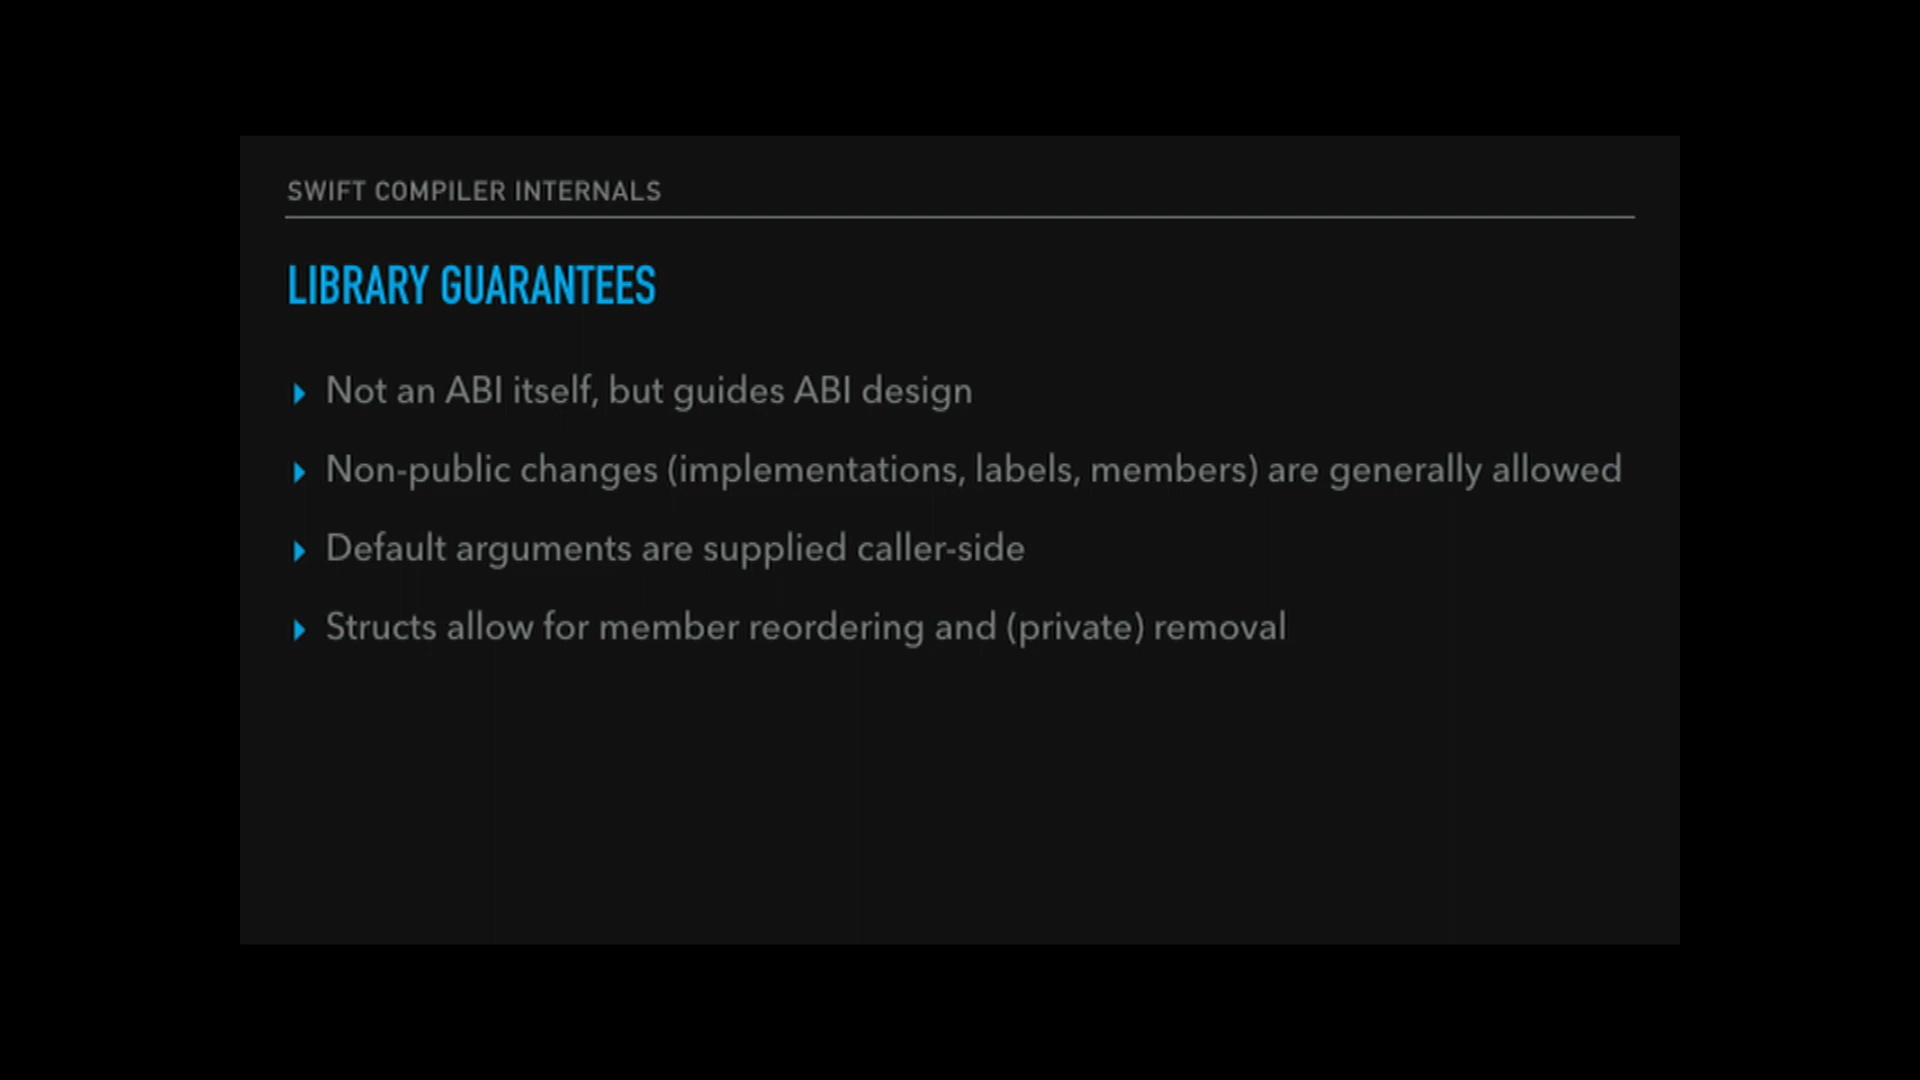 SWIFT COMPILER INTERNALS
LIBRARY GUARANTEES
Not an ABI itself, but guides ABI design
Non-public changes (implementations, labels, members) are generally allowed
Default arguments are supplied caller-side
Structs allow for member reordering and (private) removal